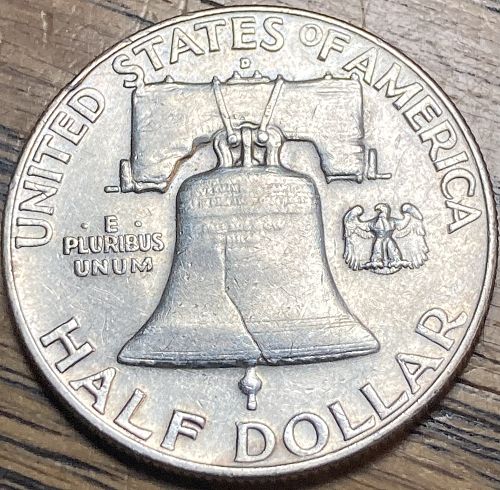 UNITED STATES OF AMERICA
D
· E ·
PLURIBUS
UNUM
HALF DOLLAR